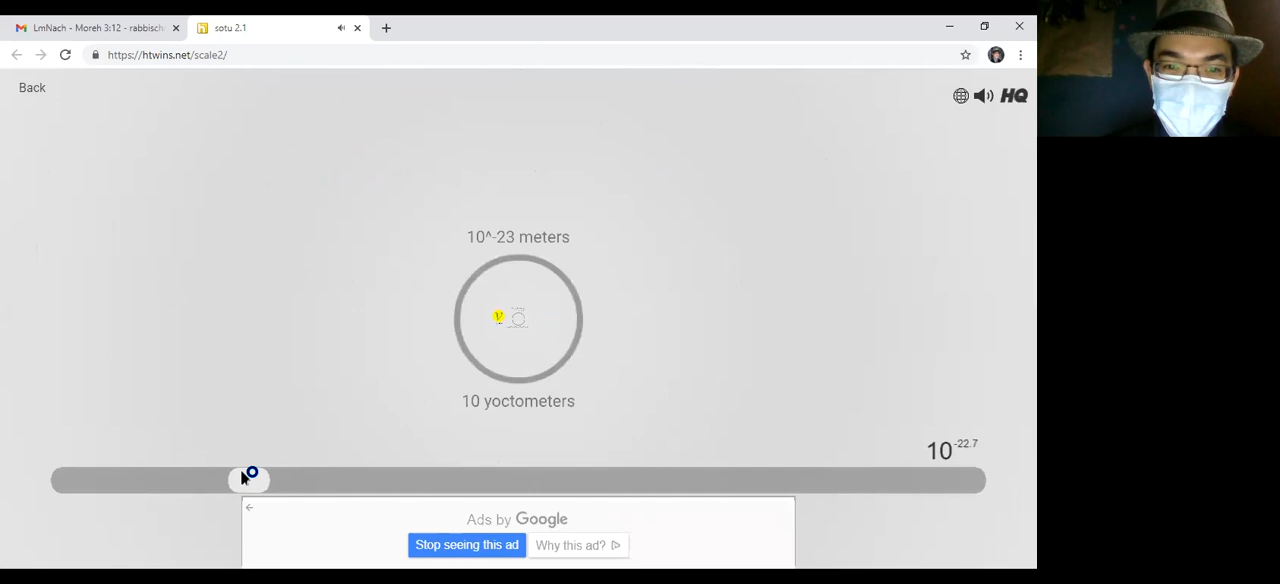 LmNach - Moreh 3:12 - rabbisch
sotu 2.1
https://htwins.net/scale2/
Back
HQ
10^-23 meters
ν
10 yoctometers
10-22.7
Ads by Google
Stop seeing this ad
Why this ad?